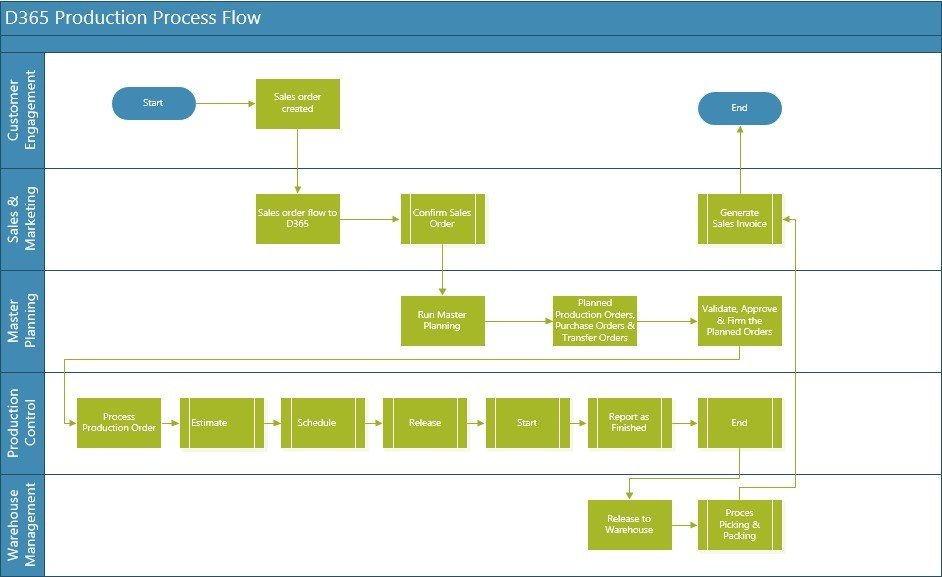 D365 Production Process Flow
Customer
Engagement
Start
Sales order
created
End
Sales &
Marketing
Sales order flow to
D365
Confirm Sales
Order
Generate
Sales Invoice
Master
Planning
Run Master
Planning
Planned
Production Orders,
Purchase Orders &
Transfer Orders
Validate, Approve
& Firm the
Planned Orders
Production
Control
Process
Production Order
Estimate
Schedule
Release
Start
Report as
Finished
End
Warehouse
Management
Release to
Warehouse
Proces
Picking &
Packing